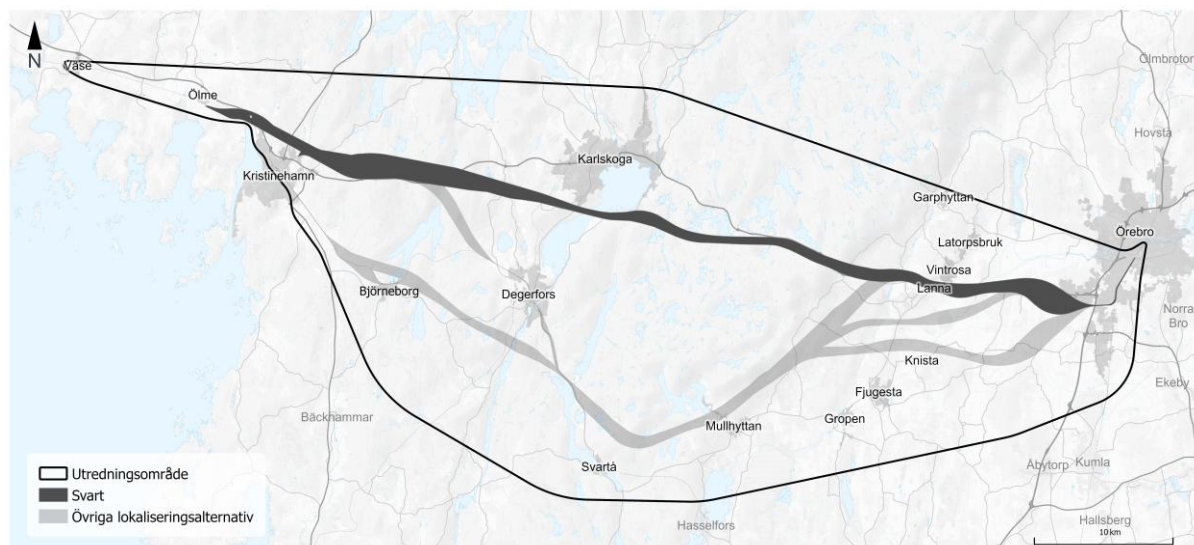 N
Väse
Ölme
Kristinehamn
Karlskoga
Björneborg
Degerfors
Bäckhammar
Svartå
Mullhyttan
Hasselfors
Gropen
Fjugesta
Knista
Lanna
Vintrosa
Latorpsbruk
Garphyttan
Örebro
Hovsta
Ölmbrotor
Norra
Bro
Ekeby
Kumla
Åbytorp
Hallsberg
10 km
Utredningsområde
Svart
Övriga lokaliseringsalternativ